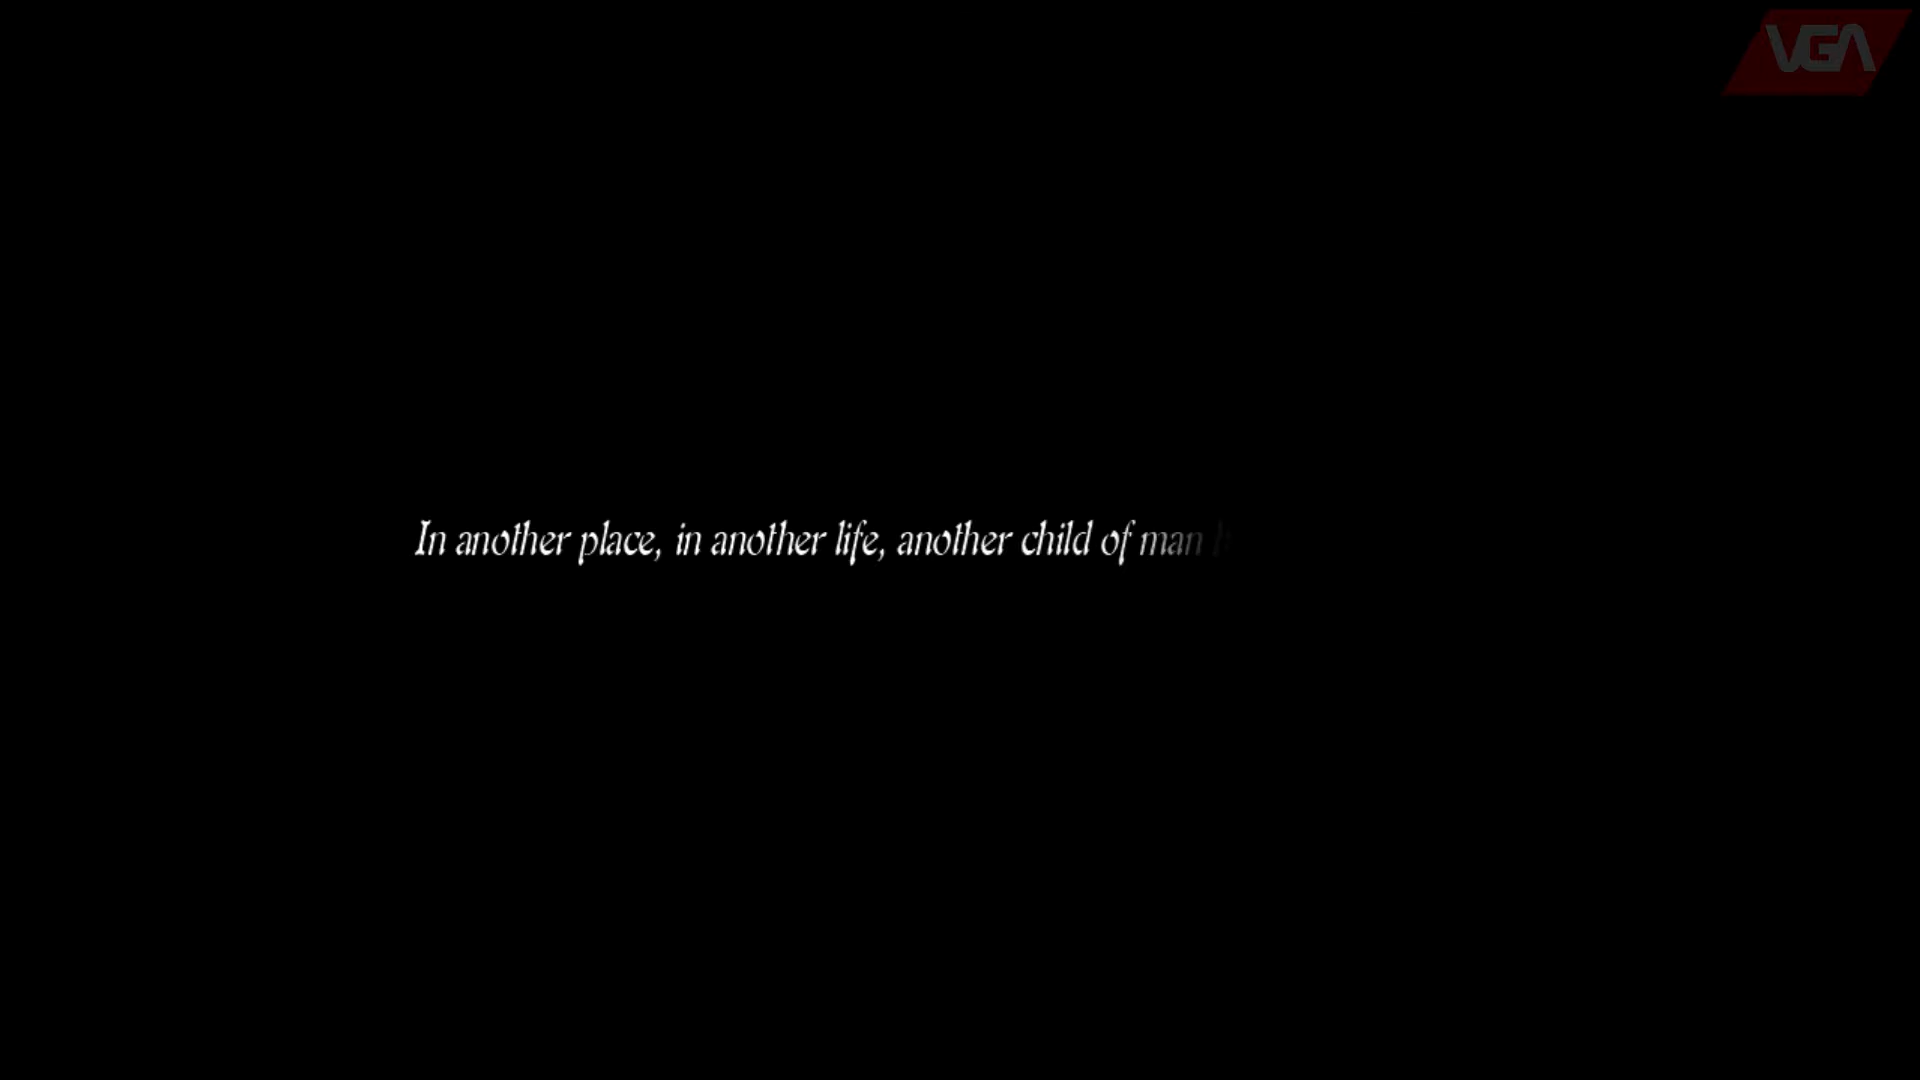 VGA
In another place, in another life, another child of man